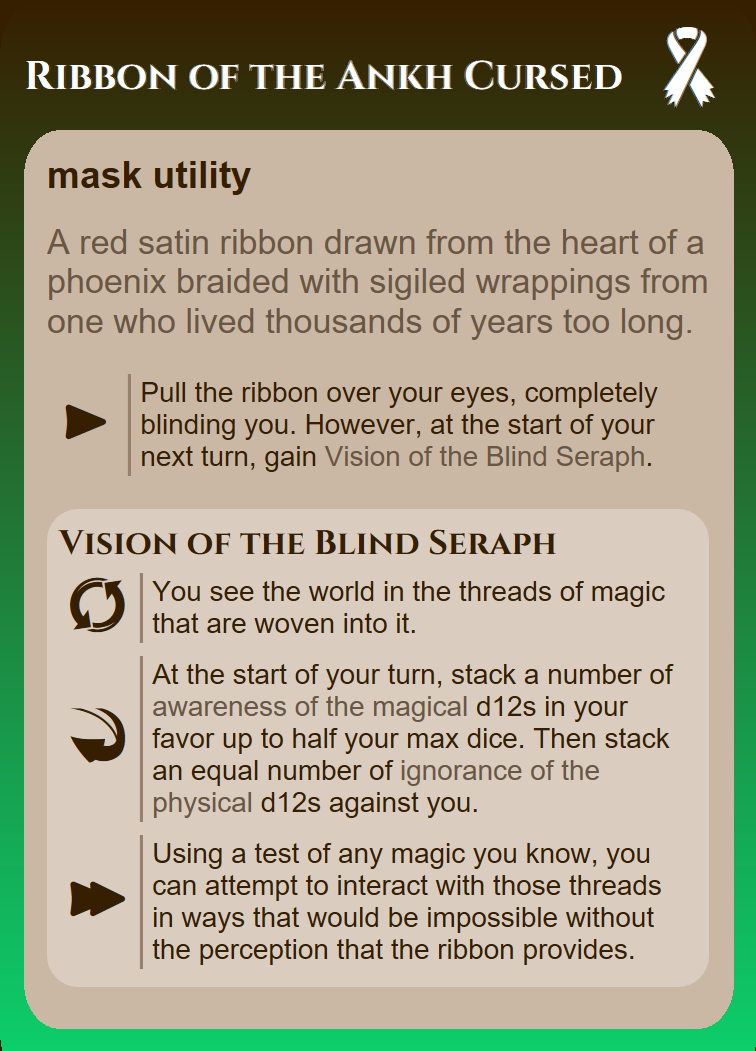 Ribbon of the Ankh Cursed
mask utility
A red satin ribbon drawn from the heart of a
phoenix braided with sigiled wrappings from
one who lived thousands of years too long.
Pull the ribbon over your eyes, completely
blinding you. However, at the start of your
next turn, gain Vision of the Blind Seraph.
Vision of the Blind Seraph
You see the world in the threads of magic
that are woven into it.
At the start of your turn, stack a number of
awareness of the magical d12s in your
favor up to half your max dice. Then stack
an equal number of ignorance of the
physical d12s against you.
Using a test of any magic you know, you
can attempt to interact with those threads
in ways that would be impossible without
the perception that the ribbon provides.